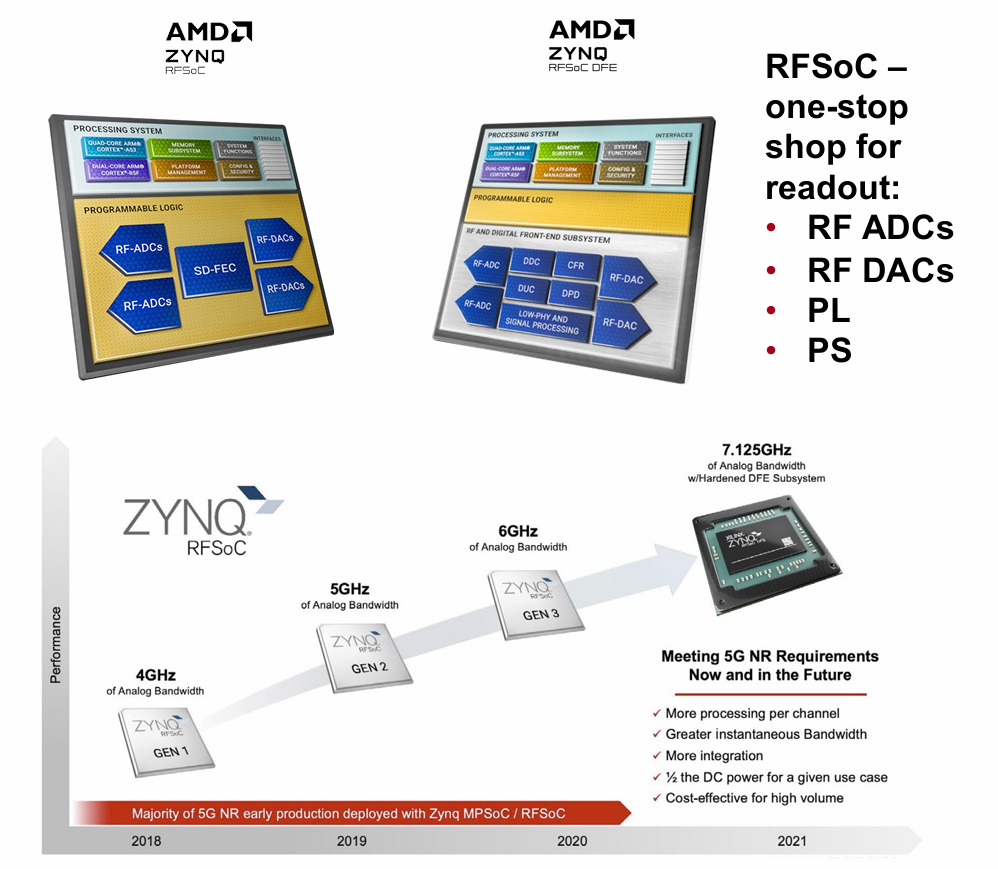 AMD
ZYNQ
RFSoC
AMD
ZYNQ
RFSoC DFE
RFSoC –
one-stop
shop for
readout:
• RF ADCs
• RF DACs
• PL
• PS
PROCESSING SYSTEM
INTERFACES
QUAD-CORE ARM®
CORTEX™-A53
MEMORY
SUBSYSTEM
SYSTEM
FUNCTIONS
DUAL-CORE ARM®
CORTEX®-R5F
PLATFORM
MANAGEMENT
CONFIG &
SECURITY
PROGRAMMABLE LOGIC
RF-ADCs
RF-ADCs
SD-FEC
RF-DACs
RF-DACs
PROCESSING SYSTEM
INTERFACES
QUAD-CORE ARM®
CORTEX™-A53
MEMORY
SUBSYSTEM
SYSTEM
FUNCTIONS
DUAL-CORE ARM®
CORTEX®-R5F
PLATFORM
MANAGEMENT
CONFIG &
SECURITY
PROGRAMMABLE LOGIC
RF AND DIGITAL FRONT-END SUBSYSTEM
RF-ADC
RF-ADC
DDC
CFR
DUC
DPD
LOW-PHY AND
SIGNAL PROCESSING
RF-DAC
RF-DAC
Performance
ZYNQ®
RFSoC
4GHz
of Analog Bandwidth
ZYNQ
RFSoC
GEN 1
5GHz
of Analog Bandwidth
ZYNQ
RFSoC
GEN 2
6GHz
of Analog Bandwidth
ZYNQ
RFSoC
GEN 3
7.125GHz
of Analog Bandwidth
w/Hardened DFE Subsystem
XILINX
ZYNQ
RFSoC DFE
Meeting 5G NR Requirements
Now and in the Future
✓ More processing per channel
✓ Greater instantaneous Bandwidth
✓ More integration
✓ ½ the DC power for a given use case
✓ Cost-effective for high volume
Majority of 5G NR early production deployed with Zynq MPSoC / RFSoC
2018
2019
2020
2021